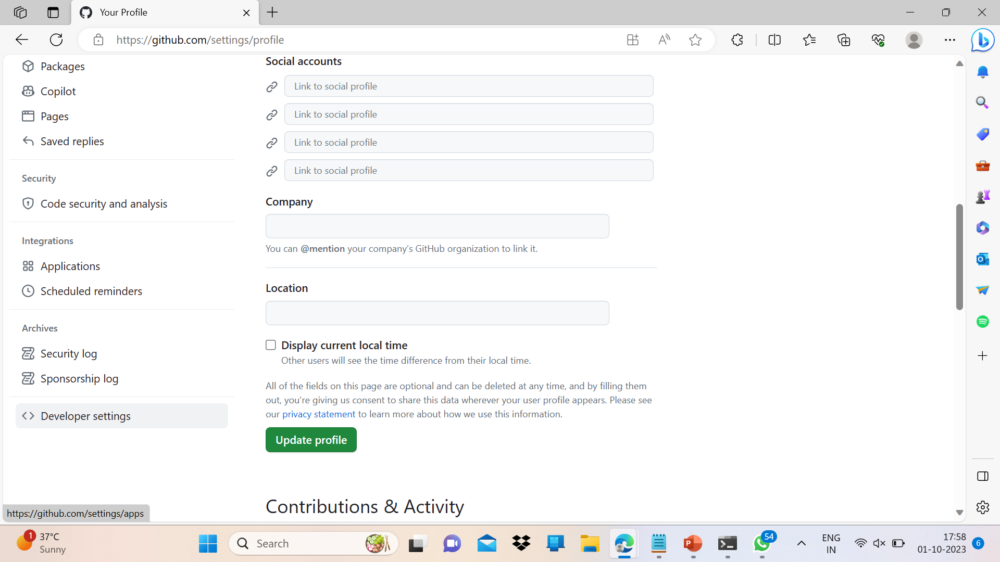 Your Profile
https://github.com/settings/profile
Packages
Copilot
Pages
Saved replies
Security
Code security and analysis
Integrations
Applications
Scheduled reminders
Archives
Security log
Sponsorship log
Developer settings
Social accounts
Link to social profile
Link to social profile
Link to social profile
Link to social profile
Company
You can @mention your company's GitHub organization to link it.
Location
Display current local time
Other users will see the time difference from their local time.
All of the fields on this page are optional and can be deleted at any time, and by filling them
out, you're giving us consent to share this data wherever your user profile appears. Please see
our privacy statement to learn more about how we use this information.
Update profile
Contributions & Activity
https://github.com/settings/apps
1
37°C
Sunny
Search
54
ENG
IN
17:58
01-10-2023
6